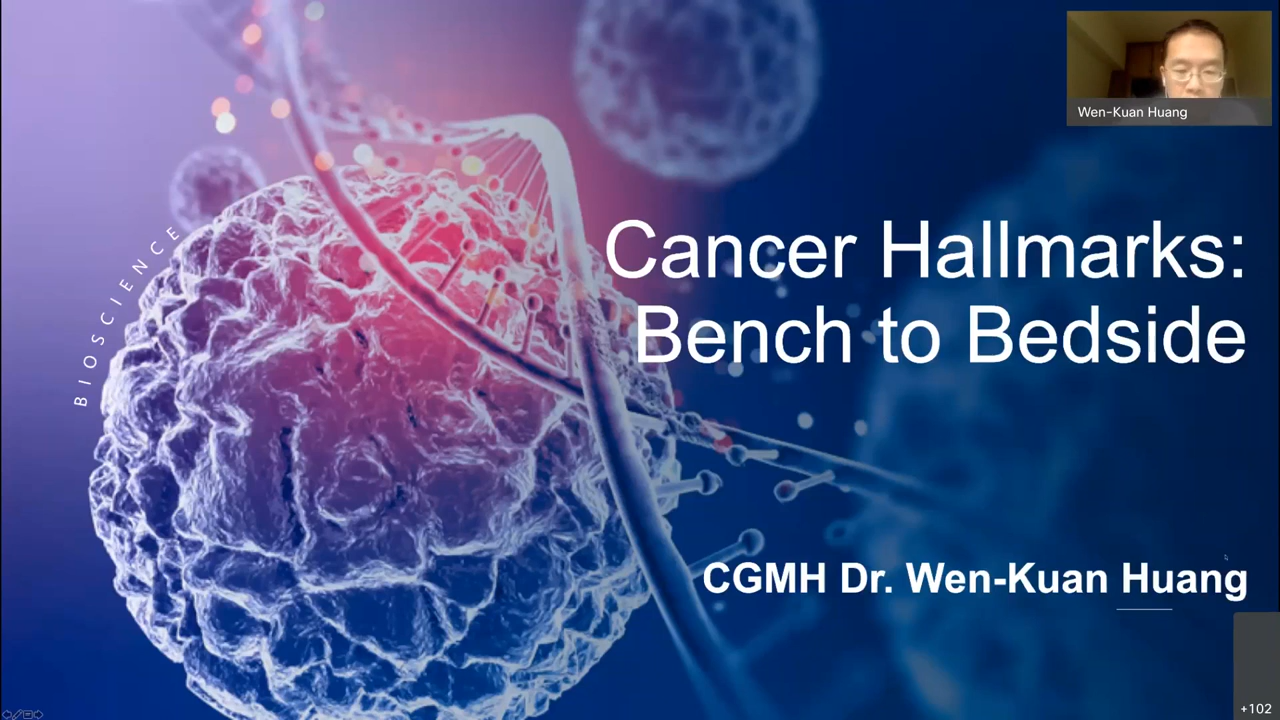 Wen-Kuan Huang
BIOSCIENCE
Cancer Hallmarks:
Bench to Bedside
CGMH Dr. Wen-Kuan Huang
+102